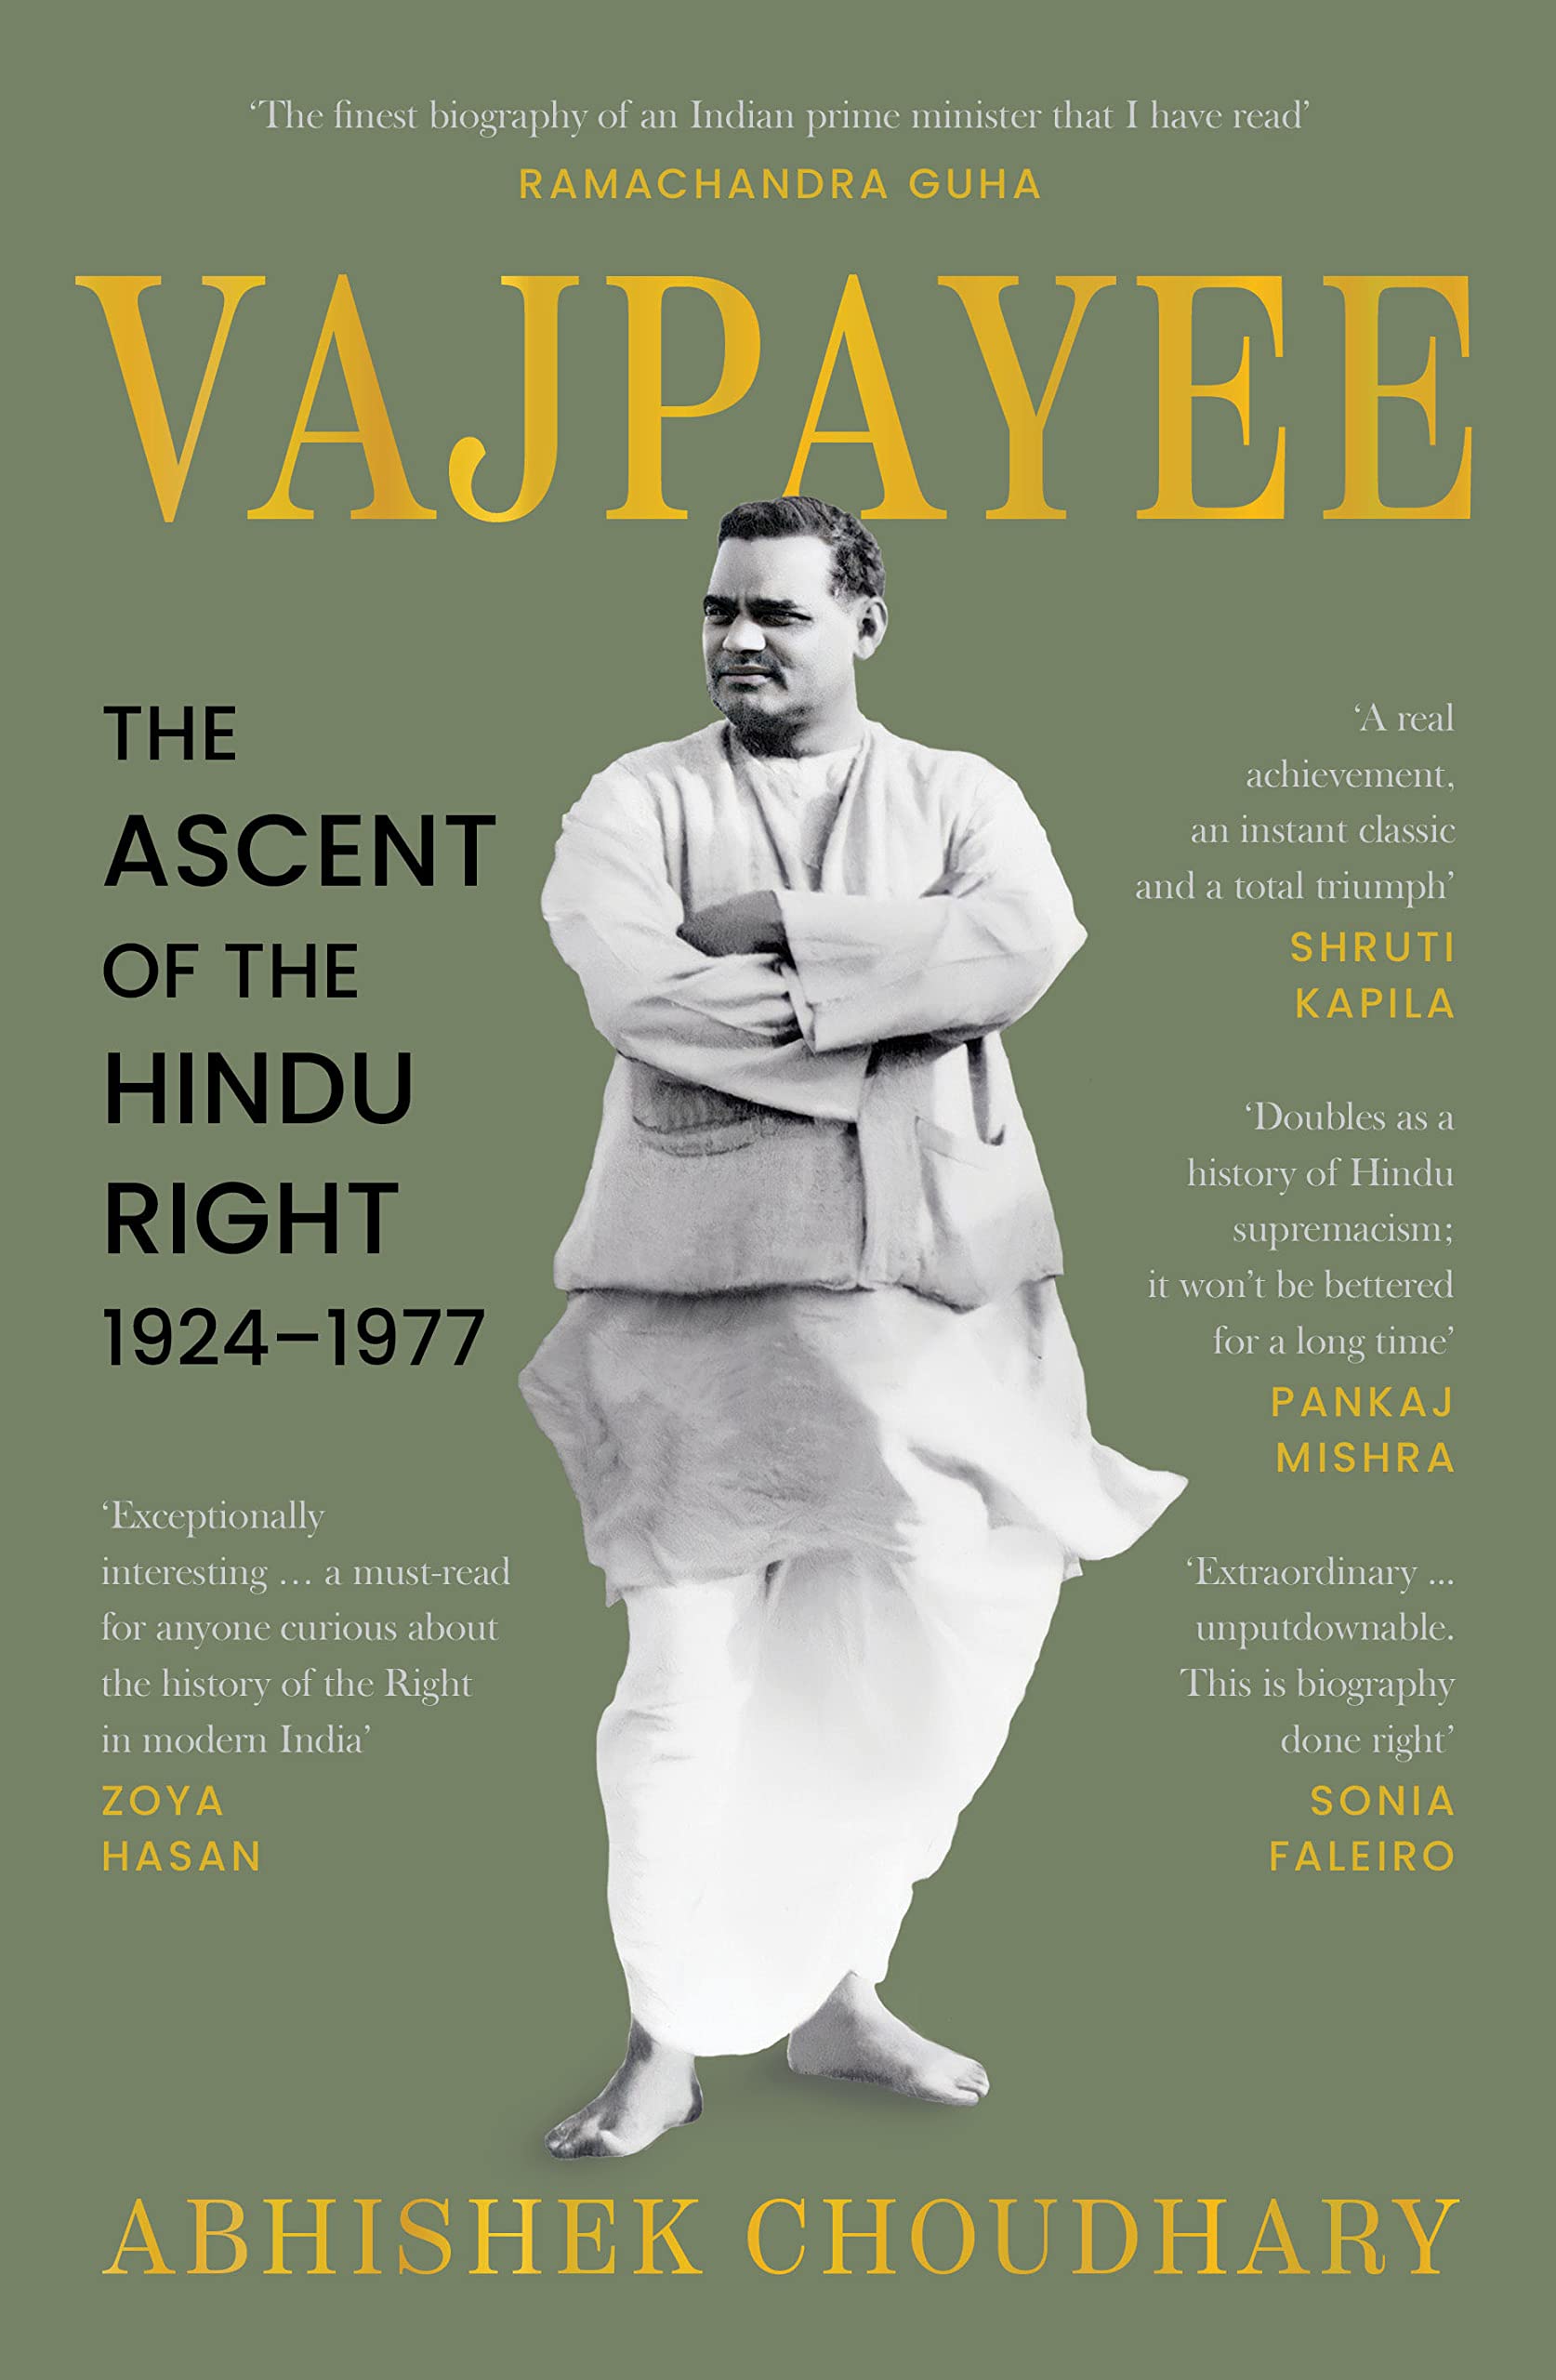 ‘The finest biography of an Indian prime minister that I have read’
RAMACHANDRA GUHA
VAJPAYEE
THE
ASCENT
OF THE
HINDU
RIGHT
1924–1977
‘Exceptionally
interesting … a must-read
for anyone curious about
the history of the Right
in modern India’
ZOYA
HASAN
‘A real
achievement,
an instant classic
and a total triumph’
SHRUTI
KAPILA
‘Doubles as a
history of Hindu
supremacism;
it won’t be bettered
for a long time’
PANKAJ
MISHRA
‘Extraordinary ...
unputdownable.
This is biography
done right’
SONIA
FALEIRO
ABHISHEK CHOUDHARY